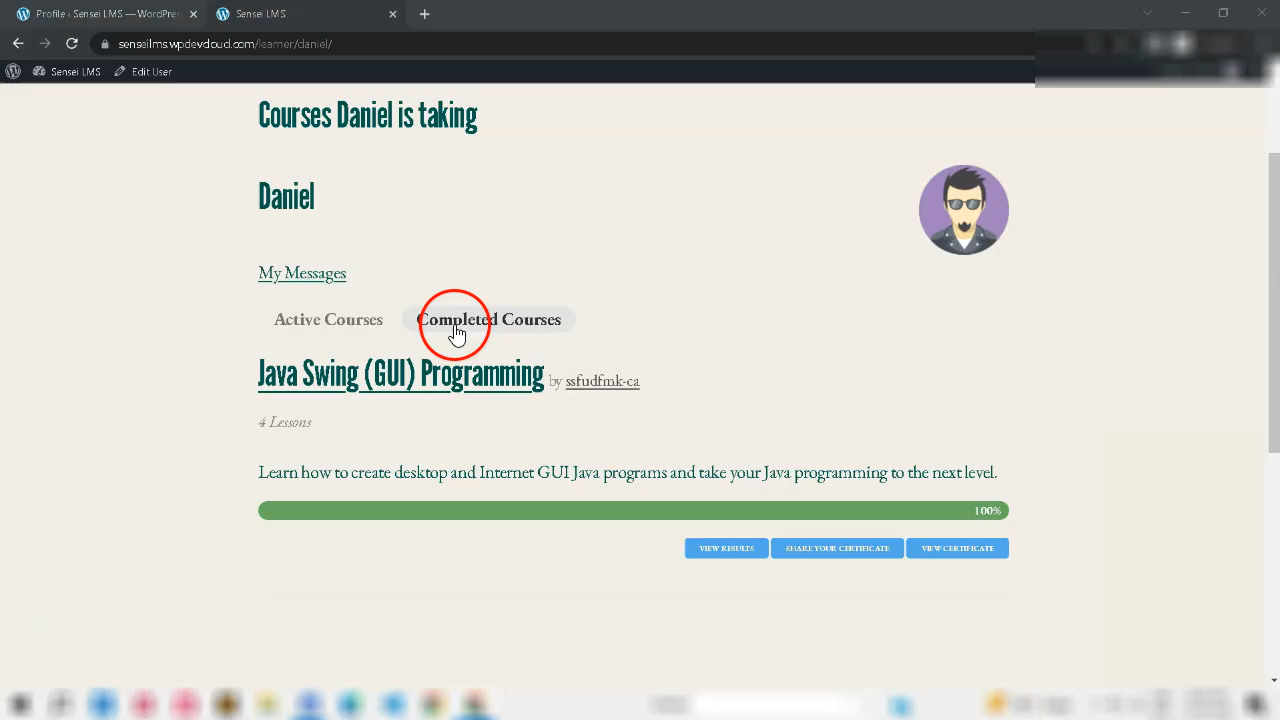 Profile ‹ Sensei LMS — WordPres
Sensei LMS
senseilms.wpdevcloud.com/learner/daniel/
Sensei LMS
Edit User
Courses Daniel is taking
Daniel
My Messages
Active Courses
Completed Courses
Java Swing (GUI) Programming by ssfudfmk-ca
4 Lessons
Learn how to create desktop and Internet GUI Java programs and take your Java programming to the next level.
100%
VIEW RESULTS
SHARE YOUR CERTIFICATE
VIEW CERTIFICATE